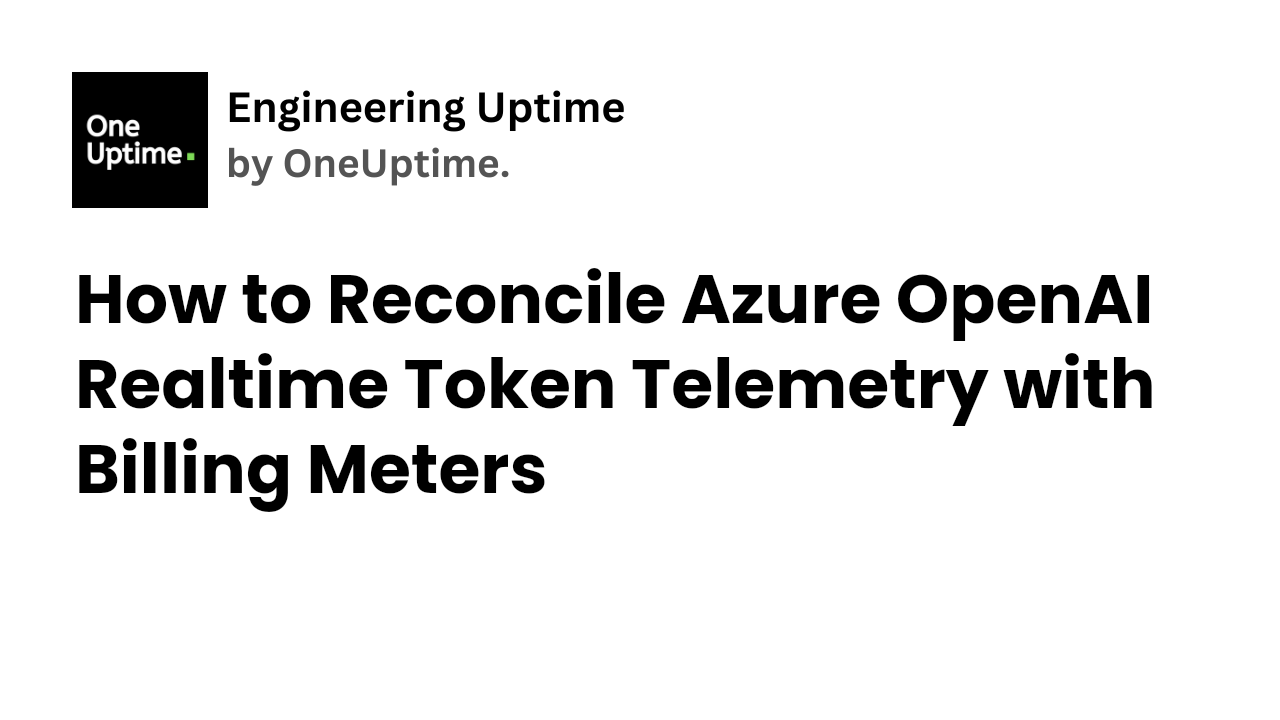 One
Uptime
Engineering Uptime
by OneUptime.
How to Reconcile Azure OpenAI
Realtime Token Telemetry with
Billing Meters